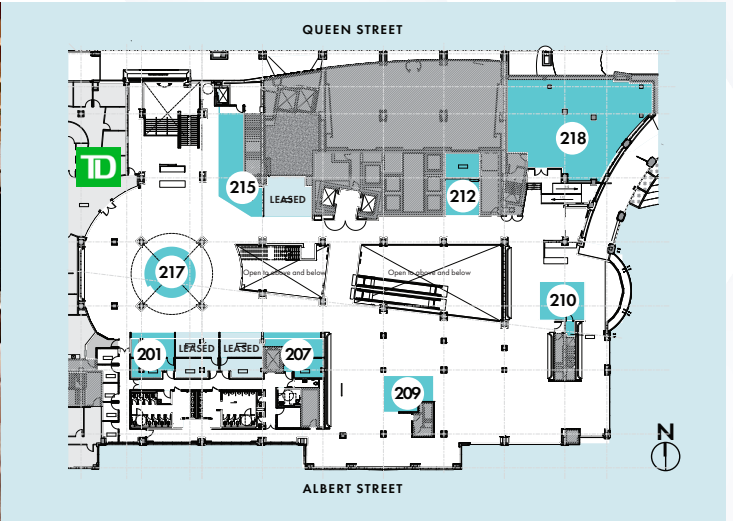 QUEEN STREET
TD
218
215
LEASED
212
217
Open to above and below
Open to above and below
210
201
LEASED
LEASED
207
209
N
ALBERT STREET